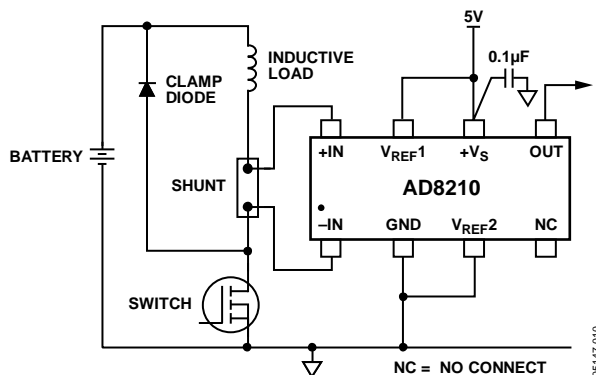 5V
0.1µF
INDUCTIVE
LOAD
CLAMP
DIODE
BATTERY
SHUNT
+IN
VREF1
+VS
OUT
AD8210
–IN
GND
VREF2
NC
SWITCH
NC = NO CONNECT